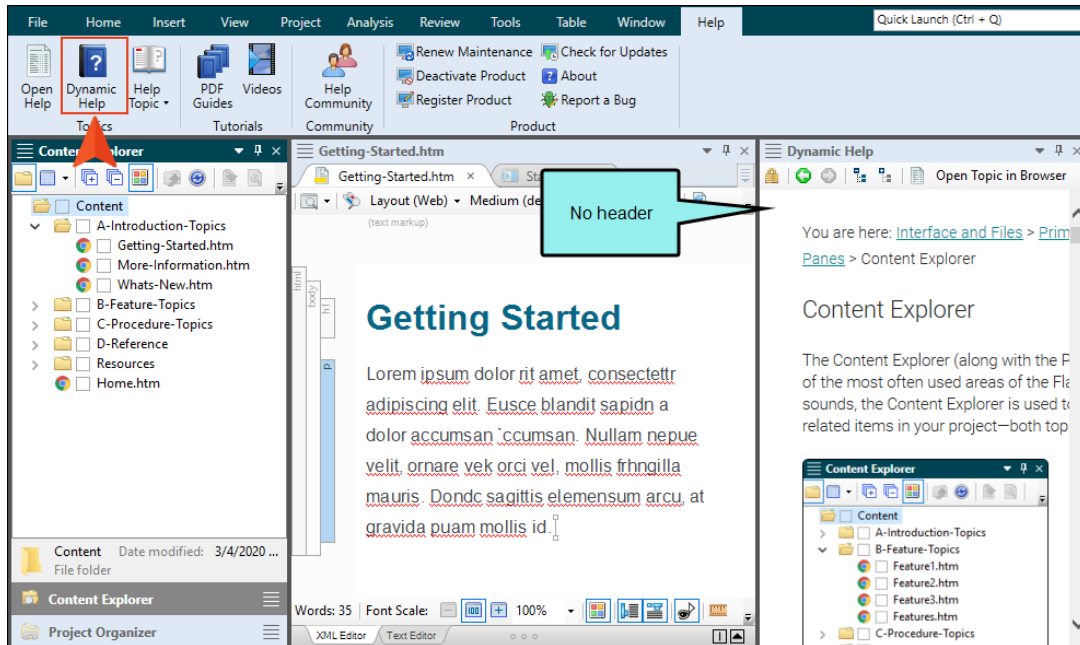 File Home Insert View Project Analysis Review Tools Table Window Help Quick Launch (Ctrl + Q)
Open Help
Dynamic Help
Help Topic
PDF Guides
Videos
Help Community
Renew Maintenance
Deactivate Product
Register Product
Check for Updates
About
Report a Bug
Tutorials
Community
Product
Explorer
Content
A-Introduction-Topics
Getting-Started.htm
More-Information.htm
Whats-New.htm
B-Feature-Topics
C-Procedure-Topics
D-Reference
Resources
Home.htm
Content Date modified: 3/4/2020 ...
File folder
Content Explorer
Project Organizer
Getting-Started.htm
Getting-Started.htm
Layout (Web) Medium
(text markup)
No header
html
body
h1
p
Getting Started
Lorem ipsum dolor rit amet, consectettr
adipiscing elit. Eusce blandit sapidn a
dolor accumsan `ccumsan. Nullam nepue
velit, ornare vek orci vel, mollis frhngilla
mauris. Dondc sagittis elemensum arcu, at
gravida puam mollis id.
Words: 35 Font Scale: 100 100%
XML Editor Text Editor
Dynamic Help
Open Topic in Browser
You are here: Interface and Files > Prim
Panes > Content Explorer
Content Explorer
The Content Explorer (along with the P
of the most often used areas of the Fla
sounds, the Content Explorer is used to
related items in your project—both top
Content Explorer
Content
A-Introduction-Topics
B-Feature-Topics
Feature1.htm
Feature2.htm
Feature3.htm
Features.htm
C-Procedure-Topics